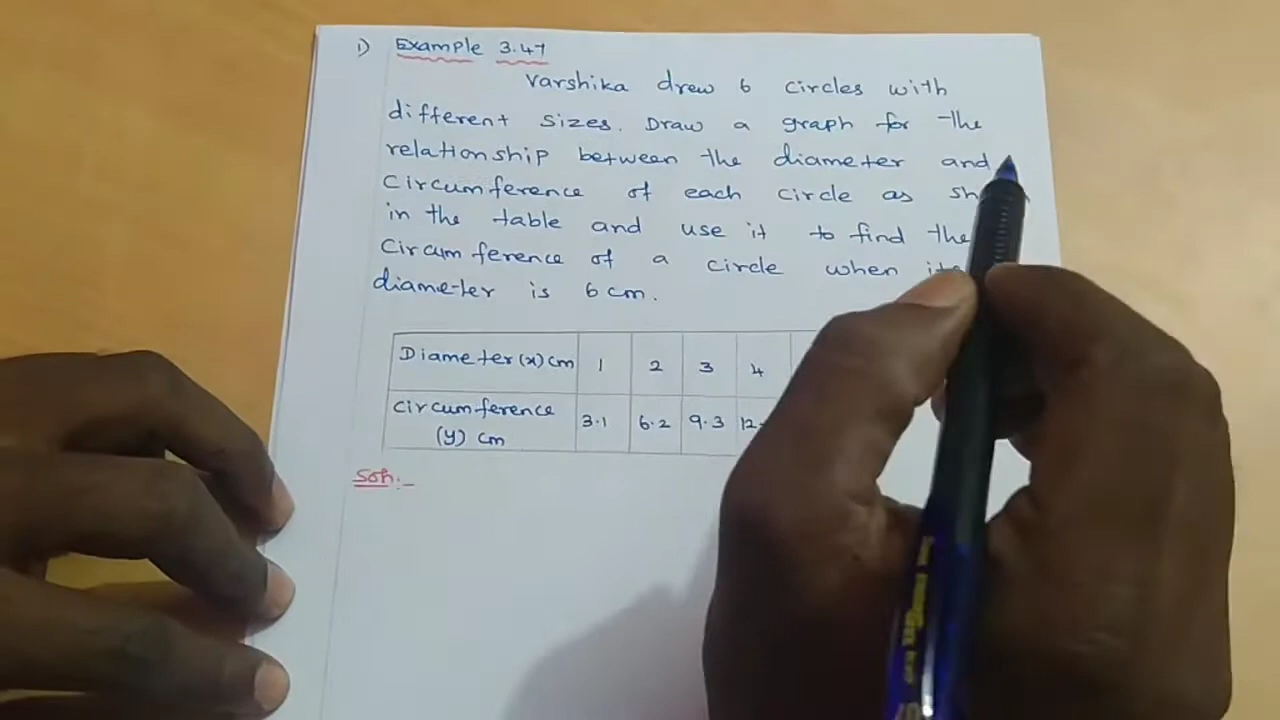 1) Example 3.47
Varshika drew 6 circles with
different sizes. Draw a graph for the
relationship between the diameter and
Circumference of each circle as
in the table and use it to find the
Circumference of a circle when its
diameter is 6 cm.
Diameter (x) cm 1 2 3 4
Circumference 3.1 6.2 9.3
(y) cm
Soln:-